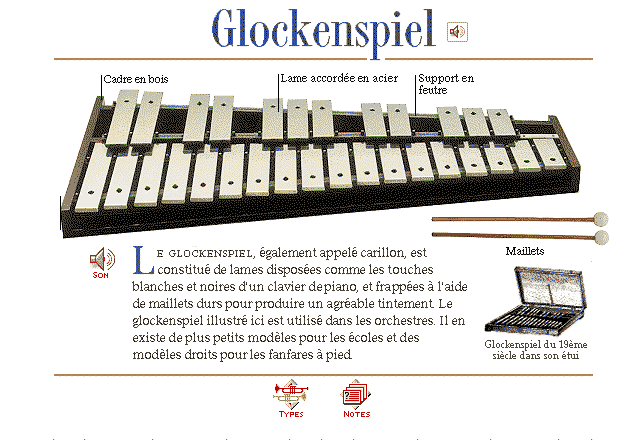 Glockenspiel
Cadre en bois
Lame accordée en acier
Support en
feutre
Maillets
SON
LE GLOCKENSPIEL, également appelé carillon, est
constitué de lames disposées comme les touches
blanches et noires d'un clavier de piano, et frappées à l'aide
de maillets durs pour produire un agréable tintement. Le
glockenspiel illustré ici est utilisé dans les orchestres. Il en
existe de plus petits modèles pour les écoles et des
modèles droits pour les fanfares à pied.
Glockenspiel du 19ème
siècle dans son étui
TYPES
NOTES